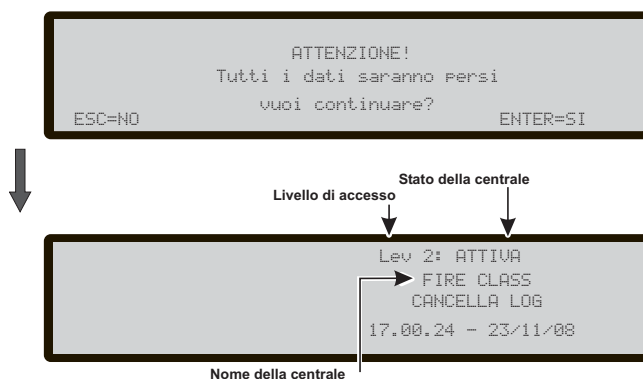 ATTENZIONE!
Tutti i dati saranno persi
vuoi continuare?
ESC=NO ENTER=SI
Stato della centrale
Livello di accesso
Lev 2: ATTIVA
FIRE CLASS
CANCELLA LOG
17.00.24 - 23/11/08
Nome della centrale